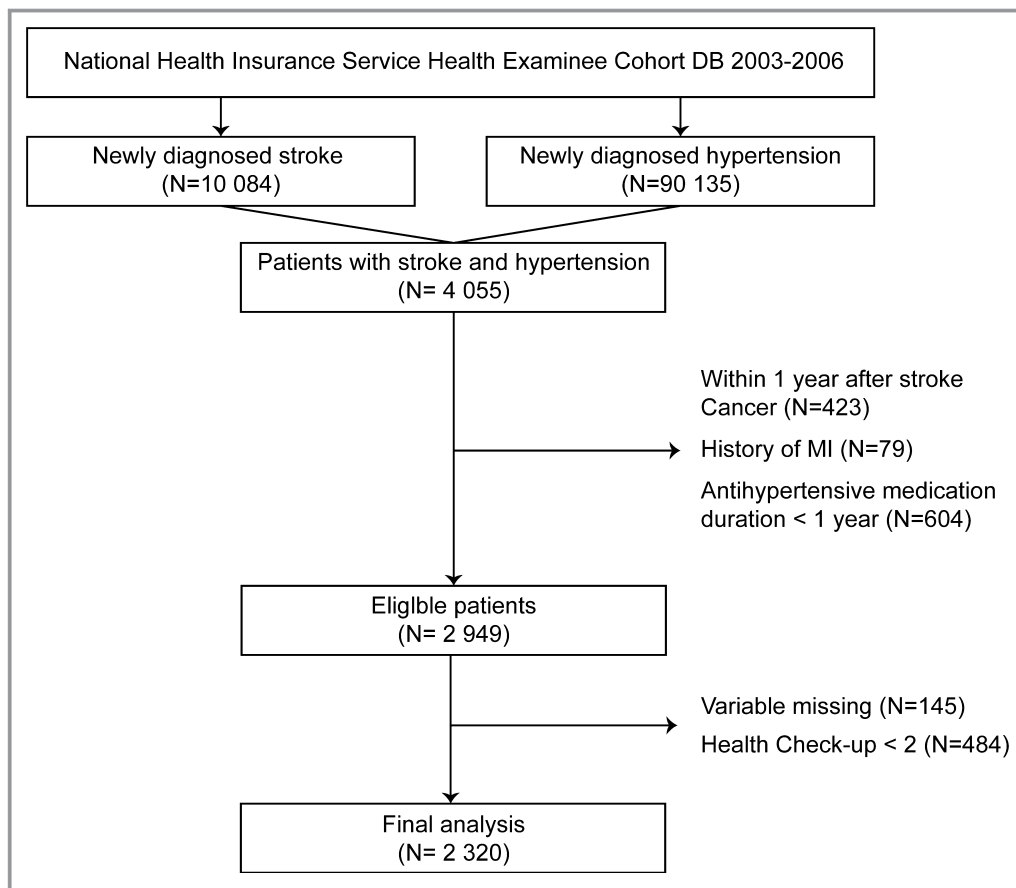 National Health Insurance Service Health Examinee Cohort DB 2003-2006
Newly diagnosed stroke
(N=10 084)
Newly diagnosed hypertension
(N=90 135)
Patients with stroke and hypertension
(N= 4 055)
Within 1 year after stroke
Cancer (N=423)
History of MI (N=79)
Antihypertensive medication
duration < 1 year (N=604)
Eliglble patients
(N= 2 949)
Variable missing (N=145)
Health Check-up < 2 (N=484)
Final analysis
(N= 2 320)